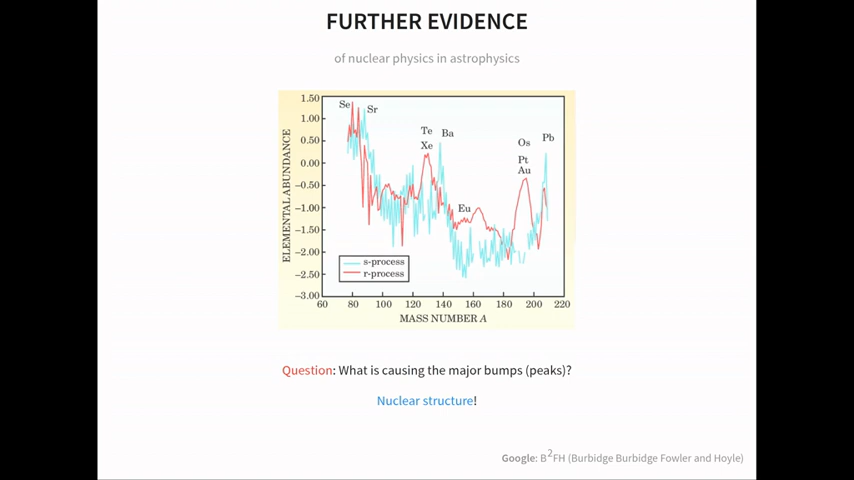 FURTHER EVIDENCE
of nuclear physics in astrophysics
1.50
1.00
0.50
0.00
−0.50
−1.00
−1.50
−2.00
−2.50
−3.00
ELEMENTAL ABUNDANCE
Se
Sr
Te
Xe
Ba
Eu
Os
Pt
Au
Pb
s-process
r-process
60 80 100 120 140 160 180 200 220
MASS NUMBER A
Question: What is causing the major bumps (peaks)?
Nuclear structure!
Google: B²FH (Burbidge Burbidge Fowler and Hoyle)